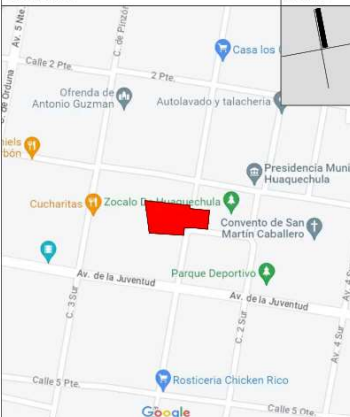 Av. 5 Nte.
C. de Pinzón
Casa los
Calle 2 Pte.
2 Pte.
de Orduna
Ofrenda de
Antonio Guzman
Autolavado y talacheria
niels
rbón
Presidencia Muni
Huaquechula
Cucharitas
Zocalo De Huaquechula
Convento de San
Martín Caballero
Parque Deportivo
Av. de la Juventud
Av. de la Juventud
C. 3 Sur
C. 2 Sur
Av. 4 Sur
Calle 5 Pte.
Rosticeria Chicken Rico
Calle 5 Ote.
Google